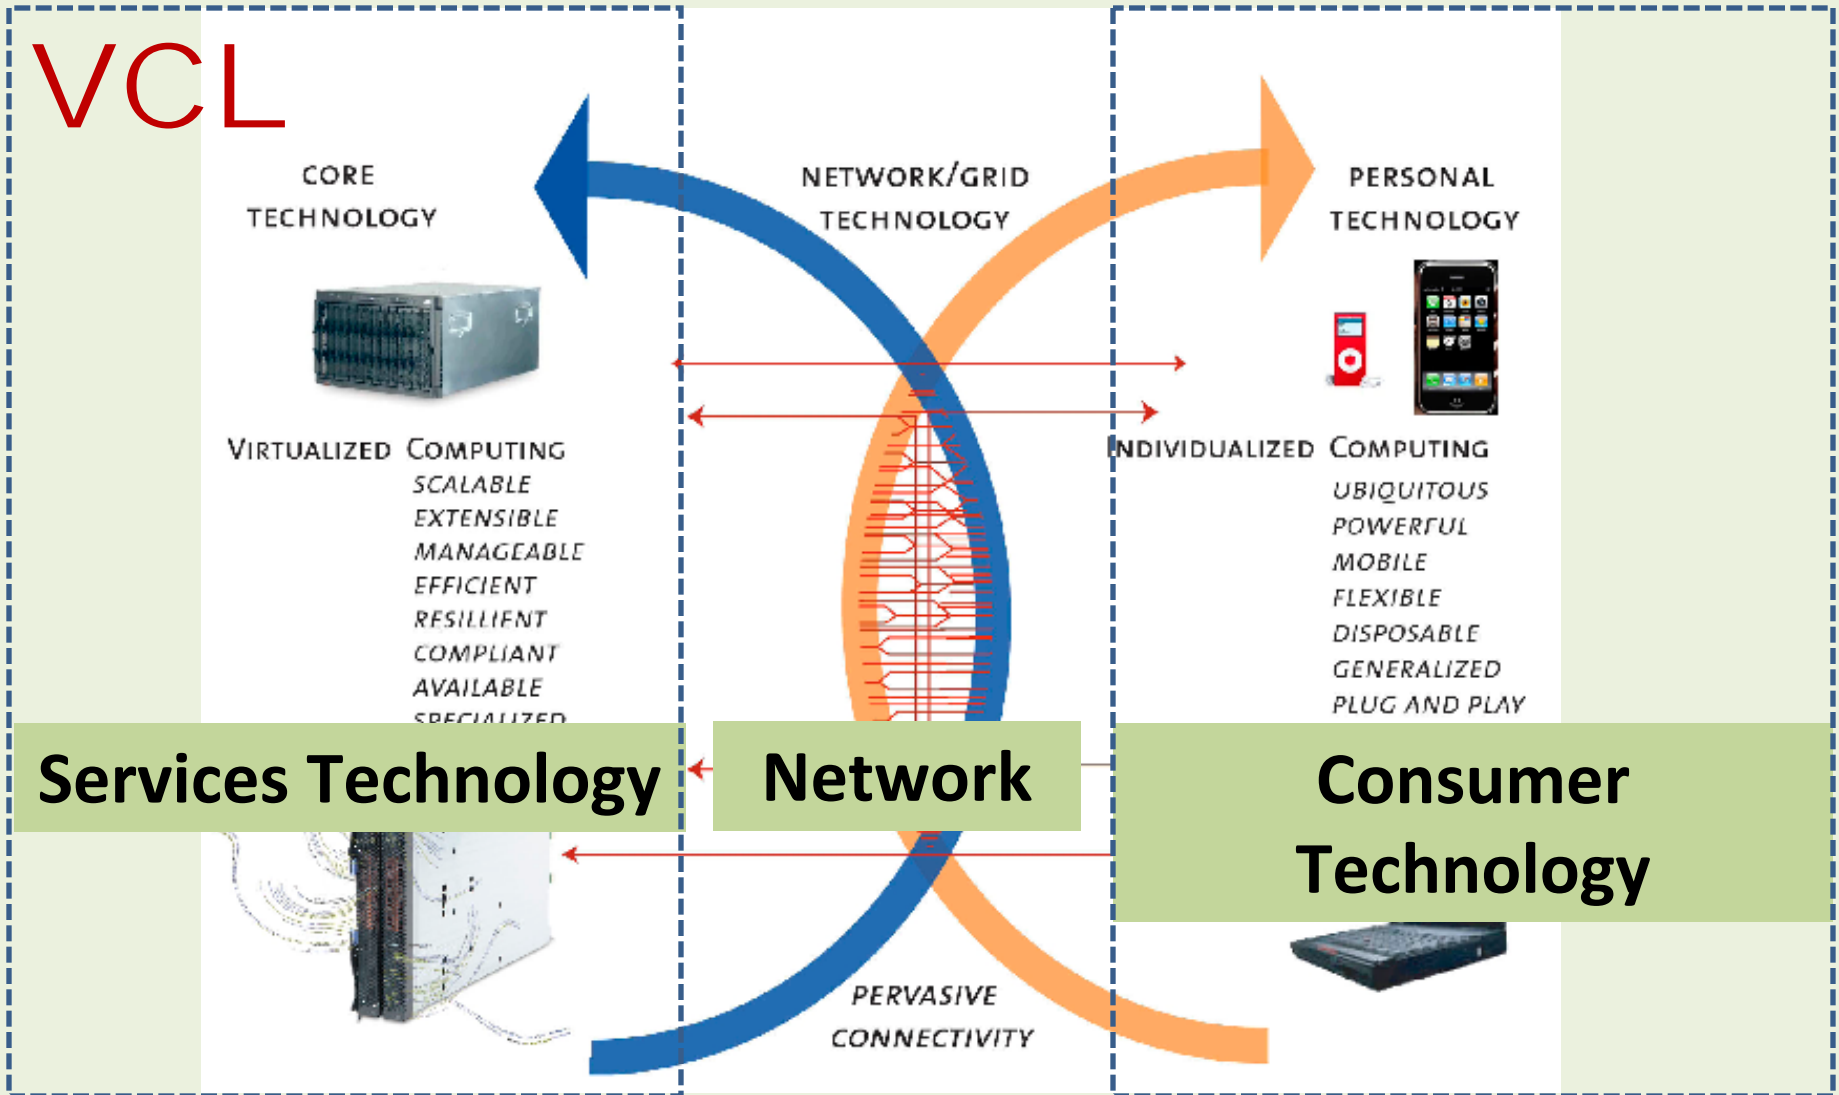 VCL
CORE
TECHNOLOGY
NETWORK/GRID
TECHNOLOGY
PERSONAL
TECHNOLOGY
VIRTUALIZED COMPUTING
SCALABLE
EXTENSIBLE
MANAGEABLE
EFFICIENT
RESILLIENT
COMPLIANT
AVAILABLE
SPECIALIZED
INDIVIDUALIZED COMPUTING
UBIQUITOUS
POWERFUL
MOBILE
FLEXIBLE
DISPOSABLE
GENERALIZED
PLUG AND PLAY
Services Technology
Network
Consumer
Technology
PERVASIVE
CONNECTIVITY